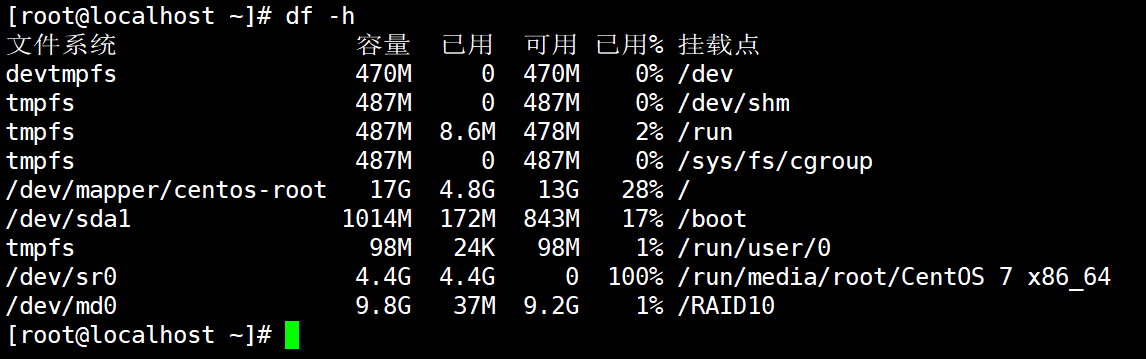 [root@localhost ~]# df -h
文件系统                 容量  已用  可用 已用% 挂载点
devtmpfs                 470M     0  470M    0% /dev
tmpfs                    487M     0  487M    0% /dev/shm
tmpfs                    487M  8.6M  478M    2% /run
tmpfs                    487M     0  487M    0% /sys/fs/cgroup
/dev/mapper/centos-root   17G  4.8G   13G   28% /
/dev/sda1               1014M  172M  843M   17% /boot
tmpfs                     98M   24K   98M    1% /run/user/0
/dev/sr0                 4.4G  4.4G     0  100% /run/media/root/CentOS 7 x86_64
/dev/md0                 9.8G   37M  9.2G    1% /RAID10
[root@localhost ~]#